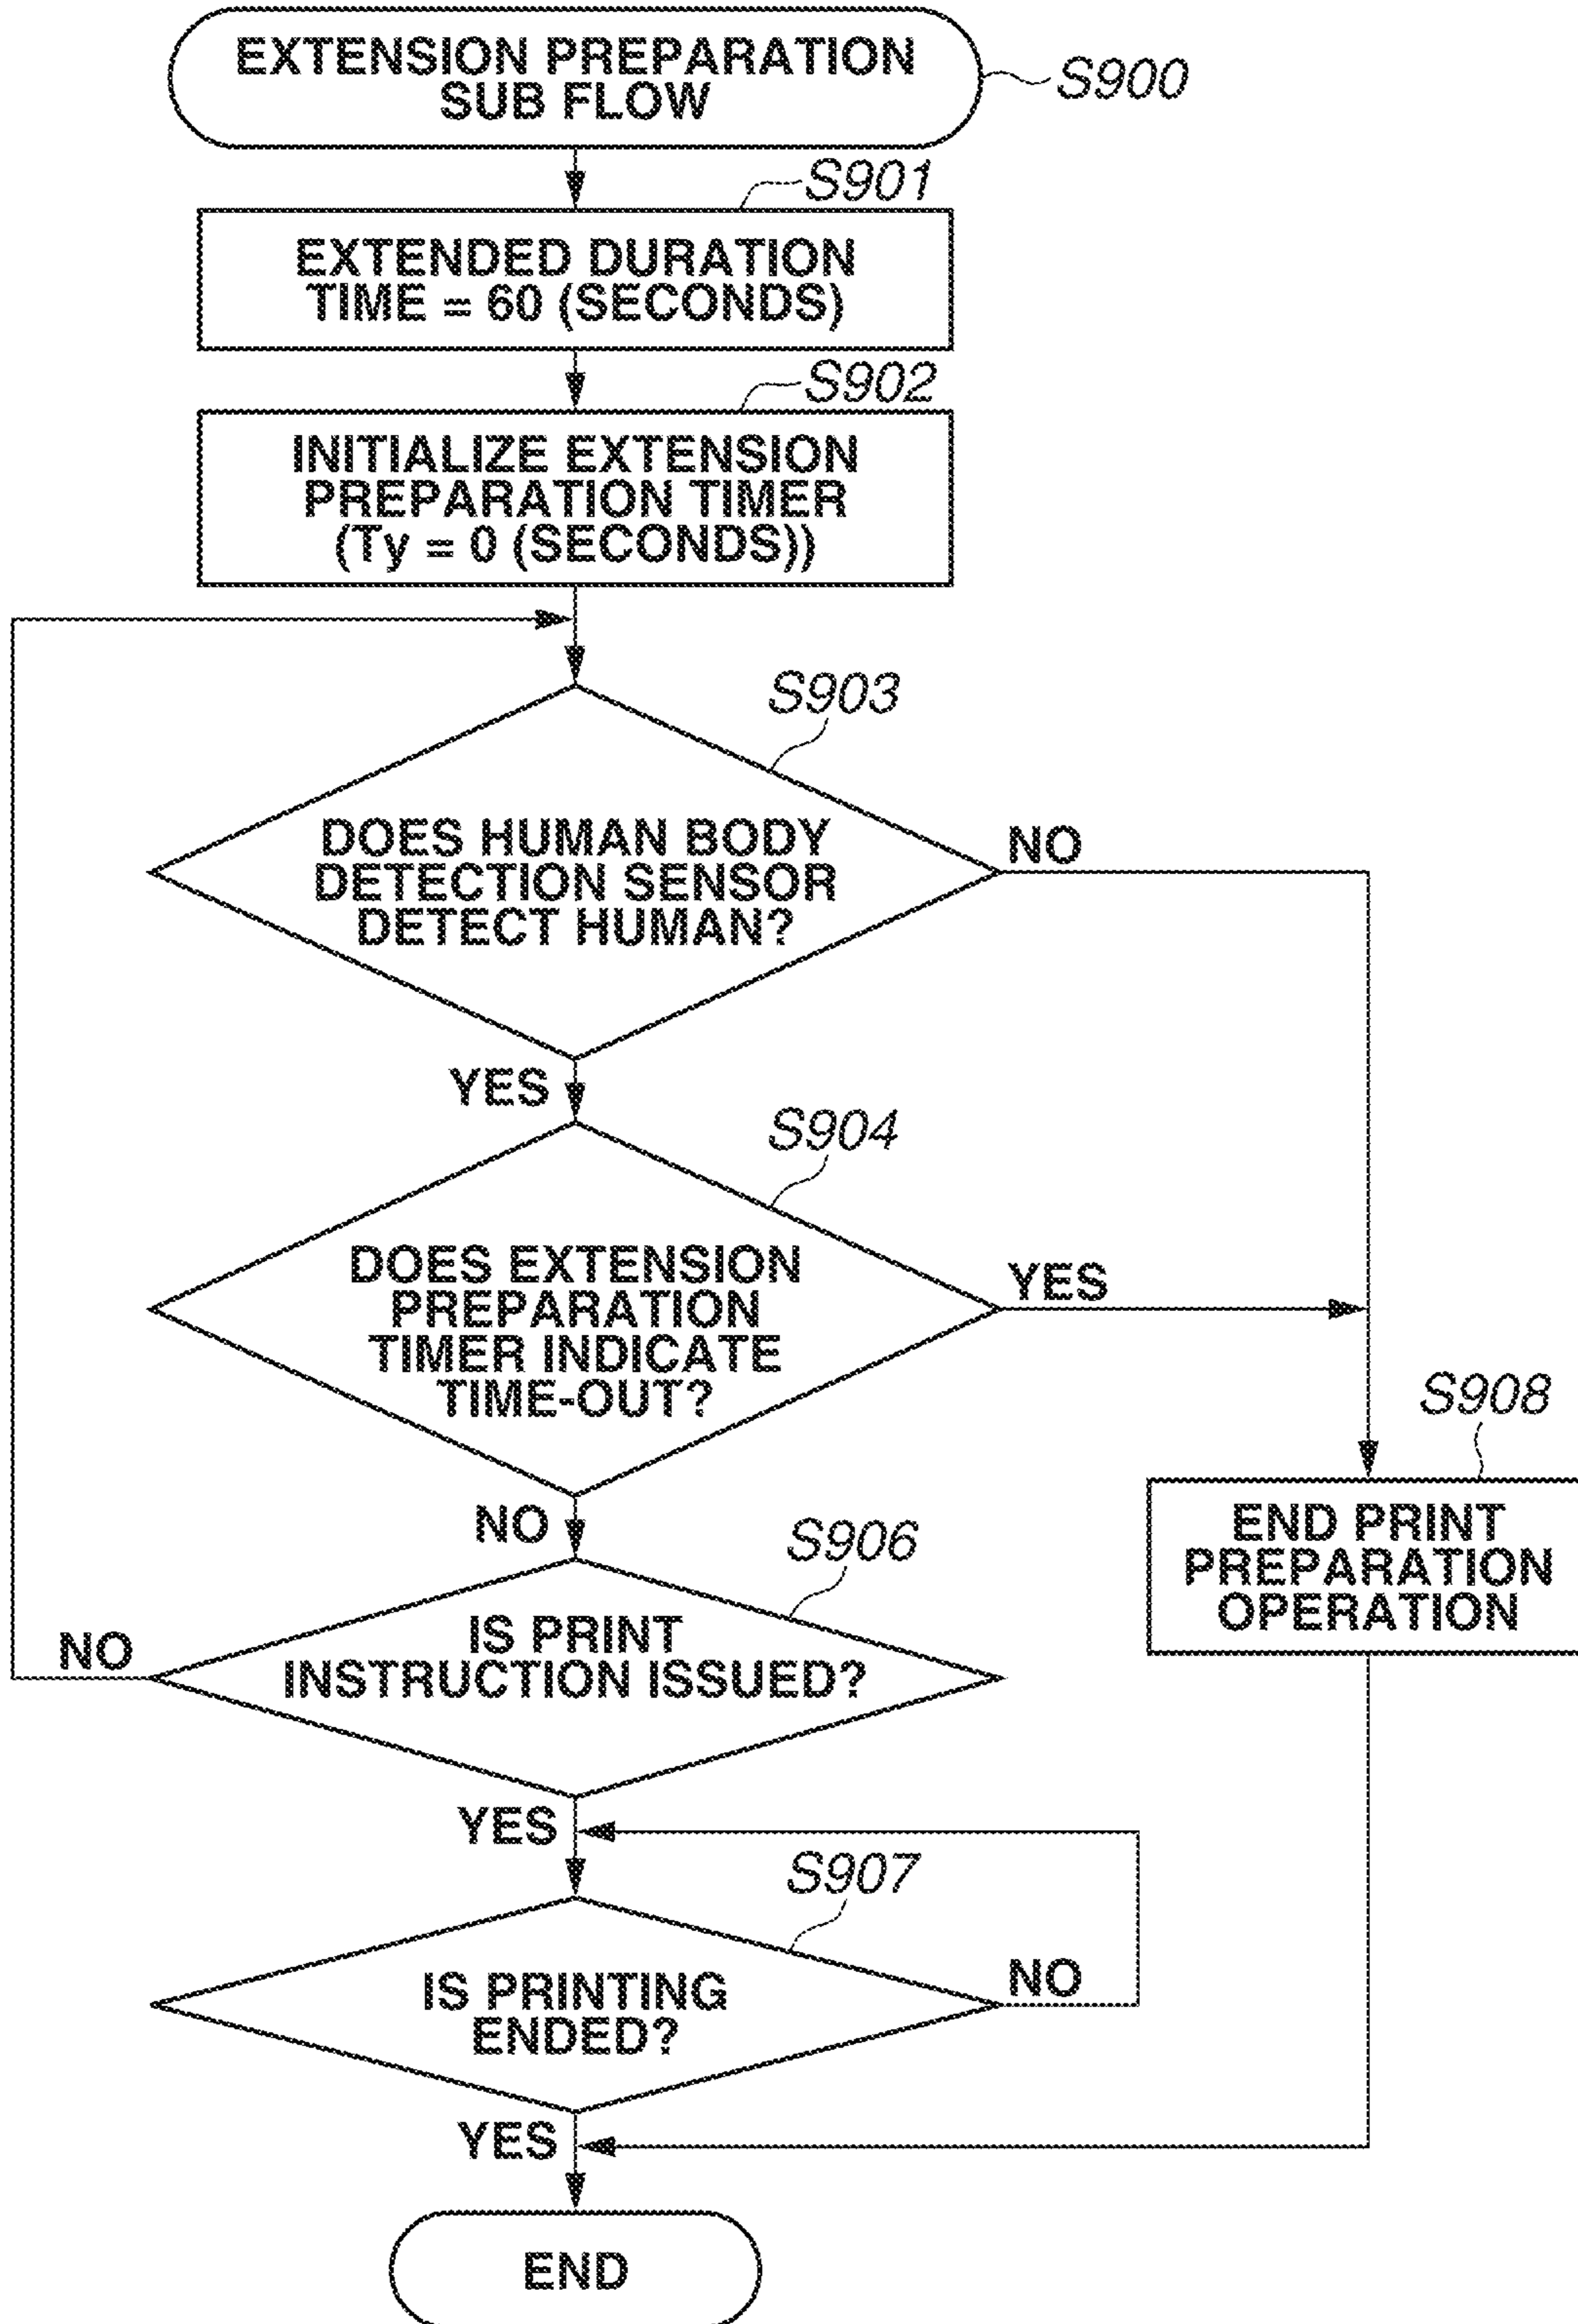 EXTENSION PREPARATION
SUB FLOW
S900
S901
EXTENDED DURATION
TIME = 60 (SECONDS)
S902
INITIALIZE EXTENSION
PREPARATION TIMER
(Ty = 0 (SECONDS))
S903
DOES HUMAN BODY
DETECTION SENSOR
DETECT HUMAN?
NO
YES
S904
DOES EXTENSION
PREPARATION
TIMER INDICATE
TIME-OUT?
YES
NO
S908
END PRINT
PREPARATION
OPERATION
S906
IS PRINT
INSTRUCTION ISSUED?
NO
YES
S907
IS PRINTING
ENDED?
NO
YES
END